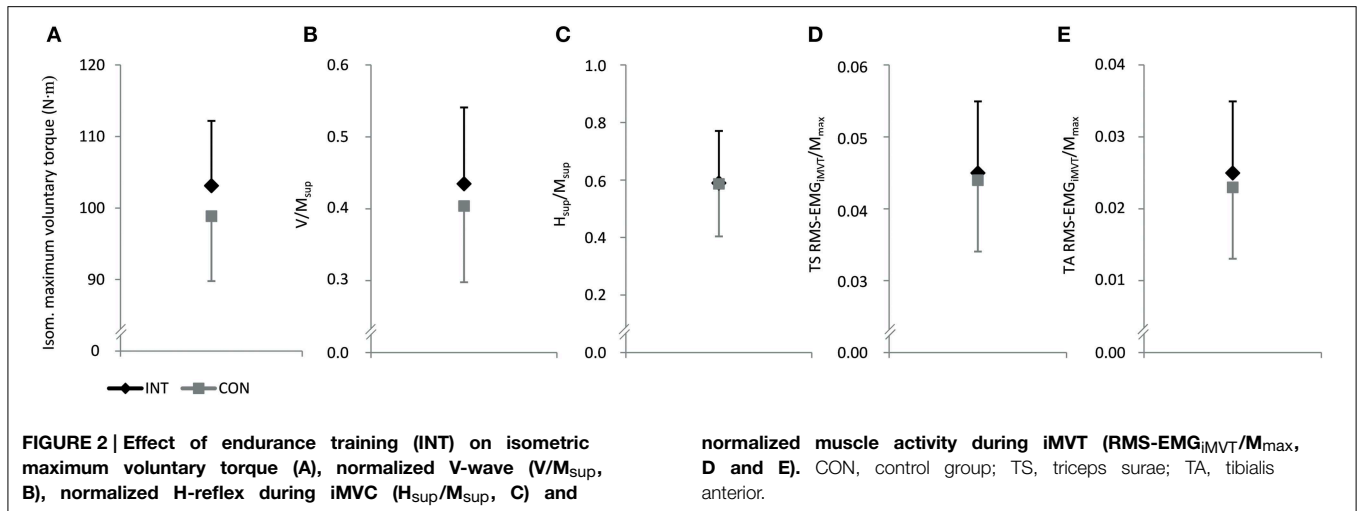 A
Isom. maximum voluntary torque (N·m)
120
110
100
90
0
B
V/Msup
0.6
0.5
0.4
0.3
0.0
C
Hsup/Msup
1.0
0.8
0.6
0.4
0.2
0.0
D
TS RMS-EMGiMVT/Mmax
0.06
0.05
0.04
0.03
0.00
E
TA RMS-EMGiMVT/Mmax
0.04
0.03
0.02
0.01
0.00
INT CON
FIGURE 2 | Effect of endurance training (INT) on isometric
maximum voluntary torque (A), normalized V-wave (V/Msup,
B), normalized H-reflex during iMVC (Hsup/Msup, C) and
normalized muscle activity during iMVT (RMS-EMGiMVT/Mmax,
D and E). CON, control group; TS, triceps surae; TA, tibialis
anterior.